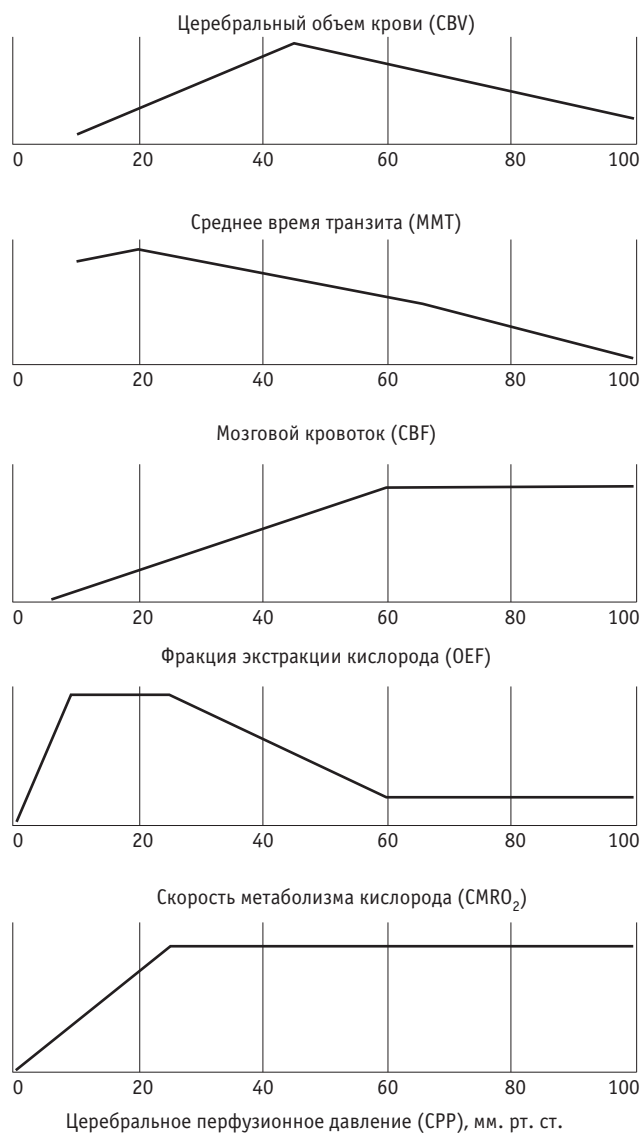 Церебральный объем крови (CBV)
0 20 40 60 80 100
Среднее время транзита (ММТ)
0 20 40 60 80 100
Мозговой кровоток (CBF)
0 20 40 60 80 100
Фракция экстракции кислорода (OEF)
0 20 40 60 80 100
Скорость метаболизма кислорода (CMRO₂)
0 20 40 60 80 100
Церебральное перфузионное давление (CPP), мм. рт. ст.